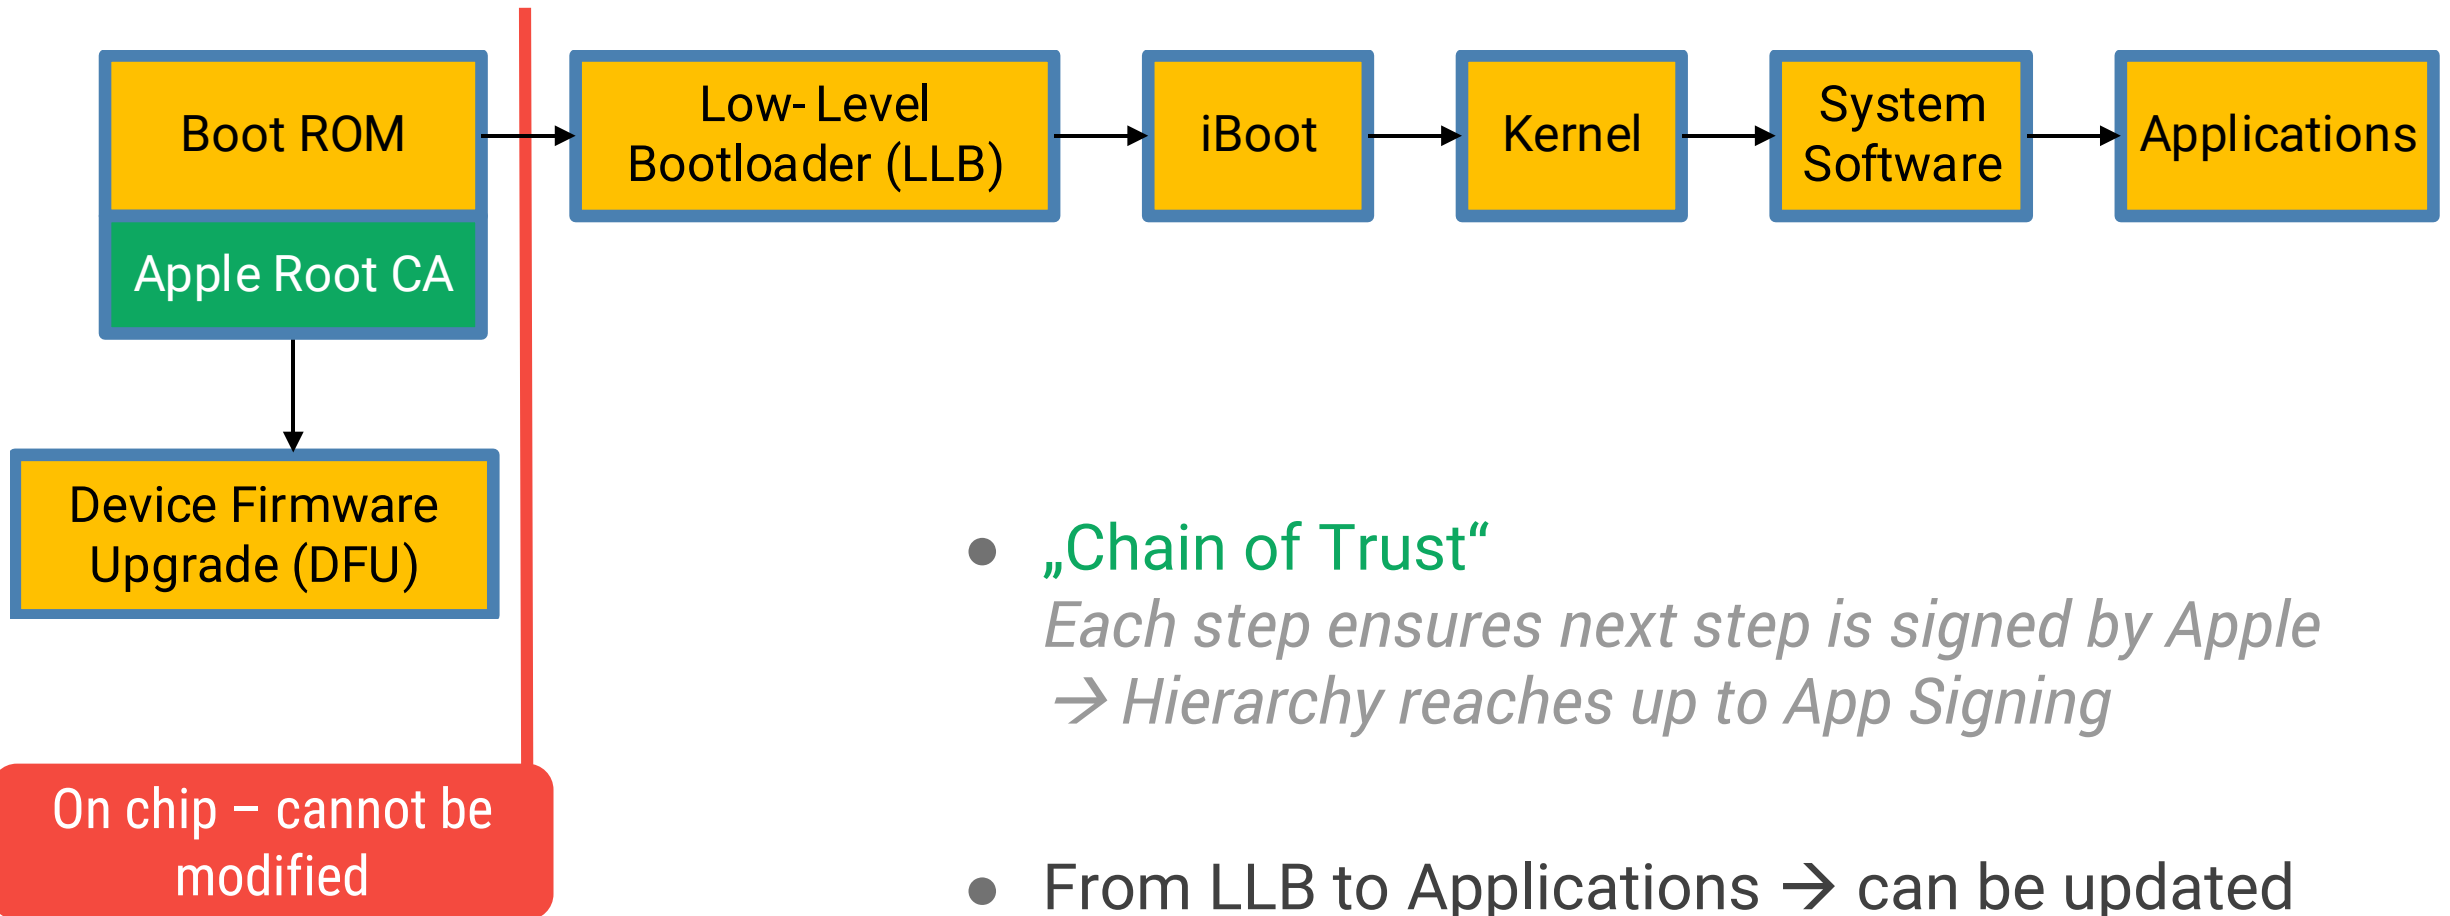 Boot ROM
Apple Root CA
Device Firmware
Upgrade (DFU)
On chip – cannot be
modified
Low-Level
Bootloader (LLB)
iBoot
Kernel
System
Software
Applications
● „Chain of Trust“
Each step ensures next step is signed by Apple
→ Hierarchy reaches up to App Signing
● From LLB to Applications → can be updated